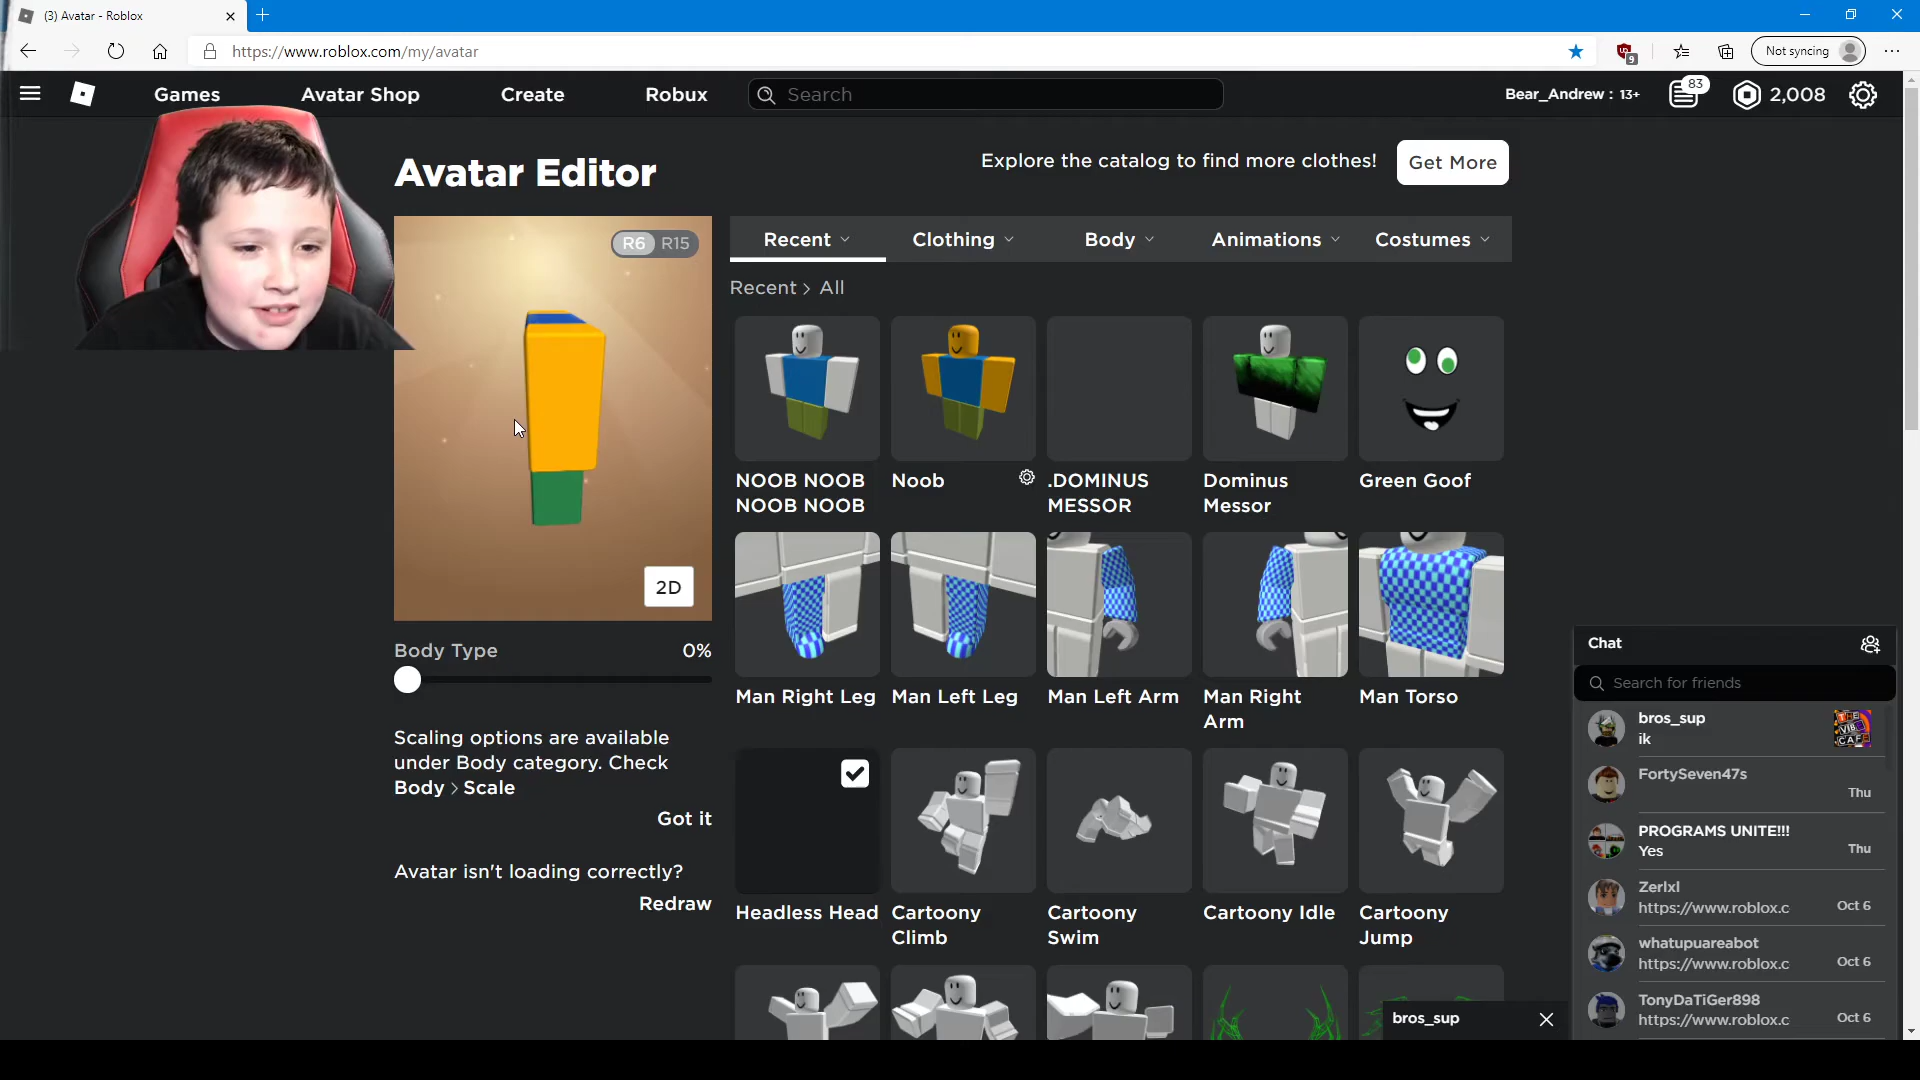 (3) Avatar - Roblox
https://www.roblox.com/my/avatar
9
Not syncing
Games
Avatar Shop
Create
Robux
Search
Bear_Andrew : 13+
83
2,008
Avatar Editor
Explore the catalog to find more clothes!
Get More
R6 R15
2D
Recent
Clothing
Body
Animations
Costumes
Recent > All
NOOB NOOB
NOOB NOOB
Noob
.DOMINUS
MESSOR
Dominus
Messor
Green Goof
Body Type
0%
Man Right Leg
Man Left Leg
Man Left Arm
Man Right
Arm
Man Torso
Scaling options are available
under Body category. Check
Body > Scale
Got it
Avatar isn't loading correctly?
Redraw
Headless Head
Cartoony
Climb
Cartoony
Swim
Cartoony Idle
Cartoony
Jump
Chat
Search for friends
bros_sup
ik
THE
VIBE
CAFE
FortySeven47s
Thu
PROGRAMS UNITE!!!
Yes
Thu
Zerlxl
https://www.roblox.c
Oct 6
whatupuareabot
https://www.roblox.c
Oct 6
TonyDaTiGer898
https://www.roblox.c
Oct 6
bros_sup